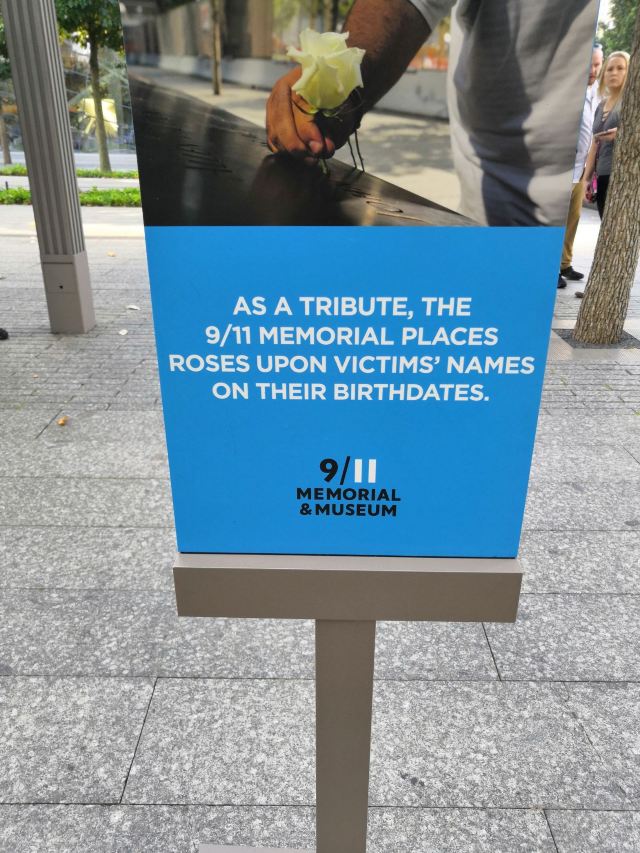 AS A TRIBUTE, THE
9/11 MEMORIAL PLACES
ROSES UPON VICTIMS' NAMES
ON THEIR BIRTHDATES.
9/11
MEMORIAL
& MUSEUM